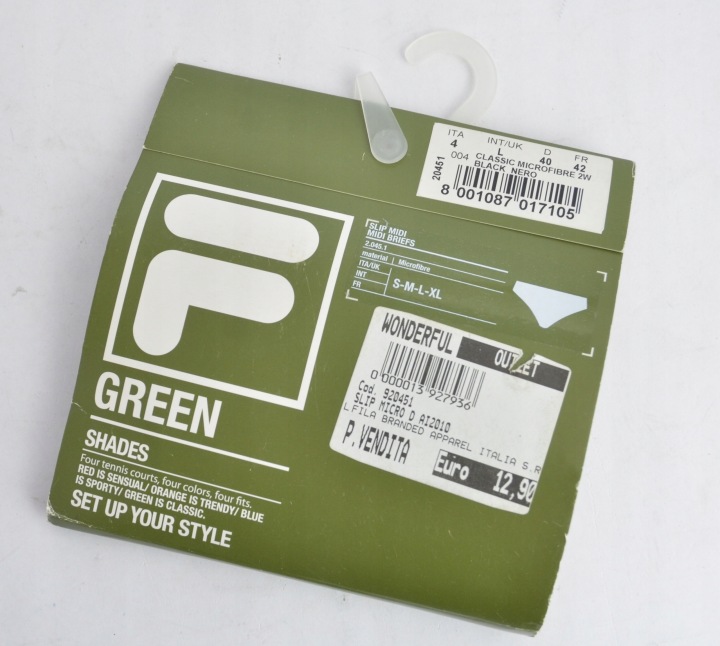 ITA INT/UK D FR
4 L 40 42
004 CLASSIC MICROFIBRE 2W
BLACK NERO
20451
8 001087 017105
F
SLIP MIDI
MIDI BRIEFS
2.045.1
material | Microfibre
ITA/UK
INT
FR
S-M-L-XL
WONDERFUL OUTLET
0 000013 927936
Cod. 920451
SLIP MICRO D AI2010
L FILA BRANDED APPAREL ITALIA S.R
P.VENDITA Euro 12,90
GREEN
SHADES
Four tennis courts, four colors, four fits.
RED IS SENSUAL/ ORANGE IS TRENDY/ BLUE
IS SPORTY/ GREEN IS CLASSIC.
SET UP YOUR STYLE